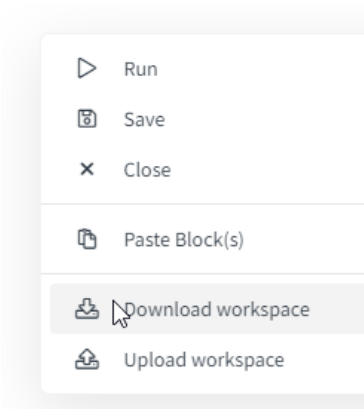 Run
Save
Close
Paste Block(s)
Download workspace
Upload workspace